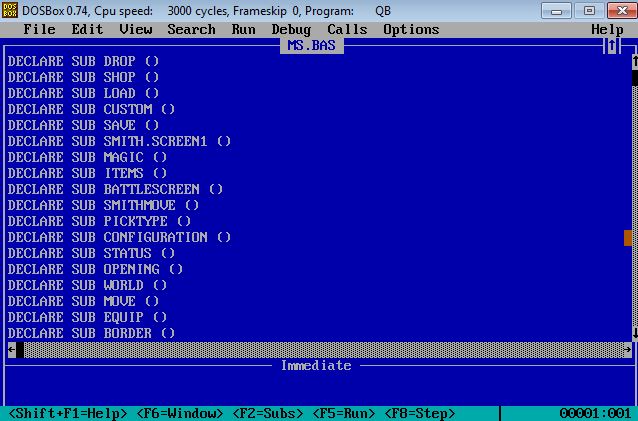 DOS BOX DOSBox 0.74, Cpu speed: 3000 cycles, Frameskip 0, Program: QB
File Edit View Search Run Debug Calls Options Help
MS.BAS
DECLARE SUB DROP ()
DECLARE SUB SHOP ()
DECLARE SUB LOAD ()
DECLARE SUB CUSTOM ()
DECLARE SUB SAVE ()
DECLARE SUB SMITH.SCREEN1 ()
DECLARE SUB MAGIC ()
DECLARE SUB ITEMS ()
DECLARE SUB BATTLESCREEN ()
DECLARE SUB SMITHMOVE ()
DECLARE SUB PICKTYPE ()
DECLARE SUB CONFIGURATION ()
DECLARE SUB STATUS ()
DECLARE SUB OPENING ()
DECLARE SUB WORLD ()
DECLARE SUB MOVE ()
DECLARE SUB EQUIP ()
DECLARE SUB BORDER ()
Immediate
<Shift+F1=Help> <F6=Window> <F2=Subs> <F5=Run> <F8=Step> 00001:001